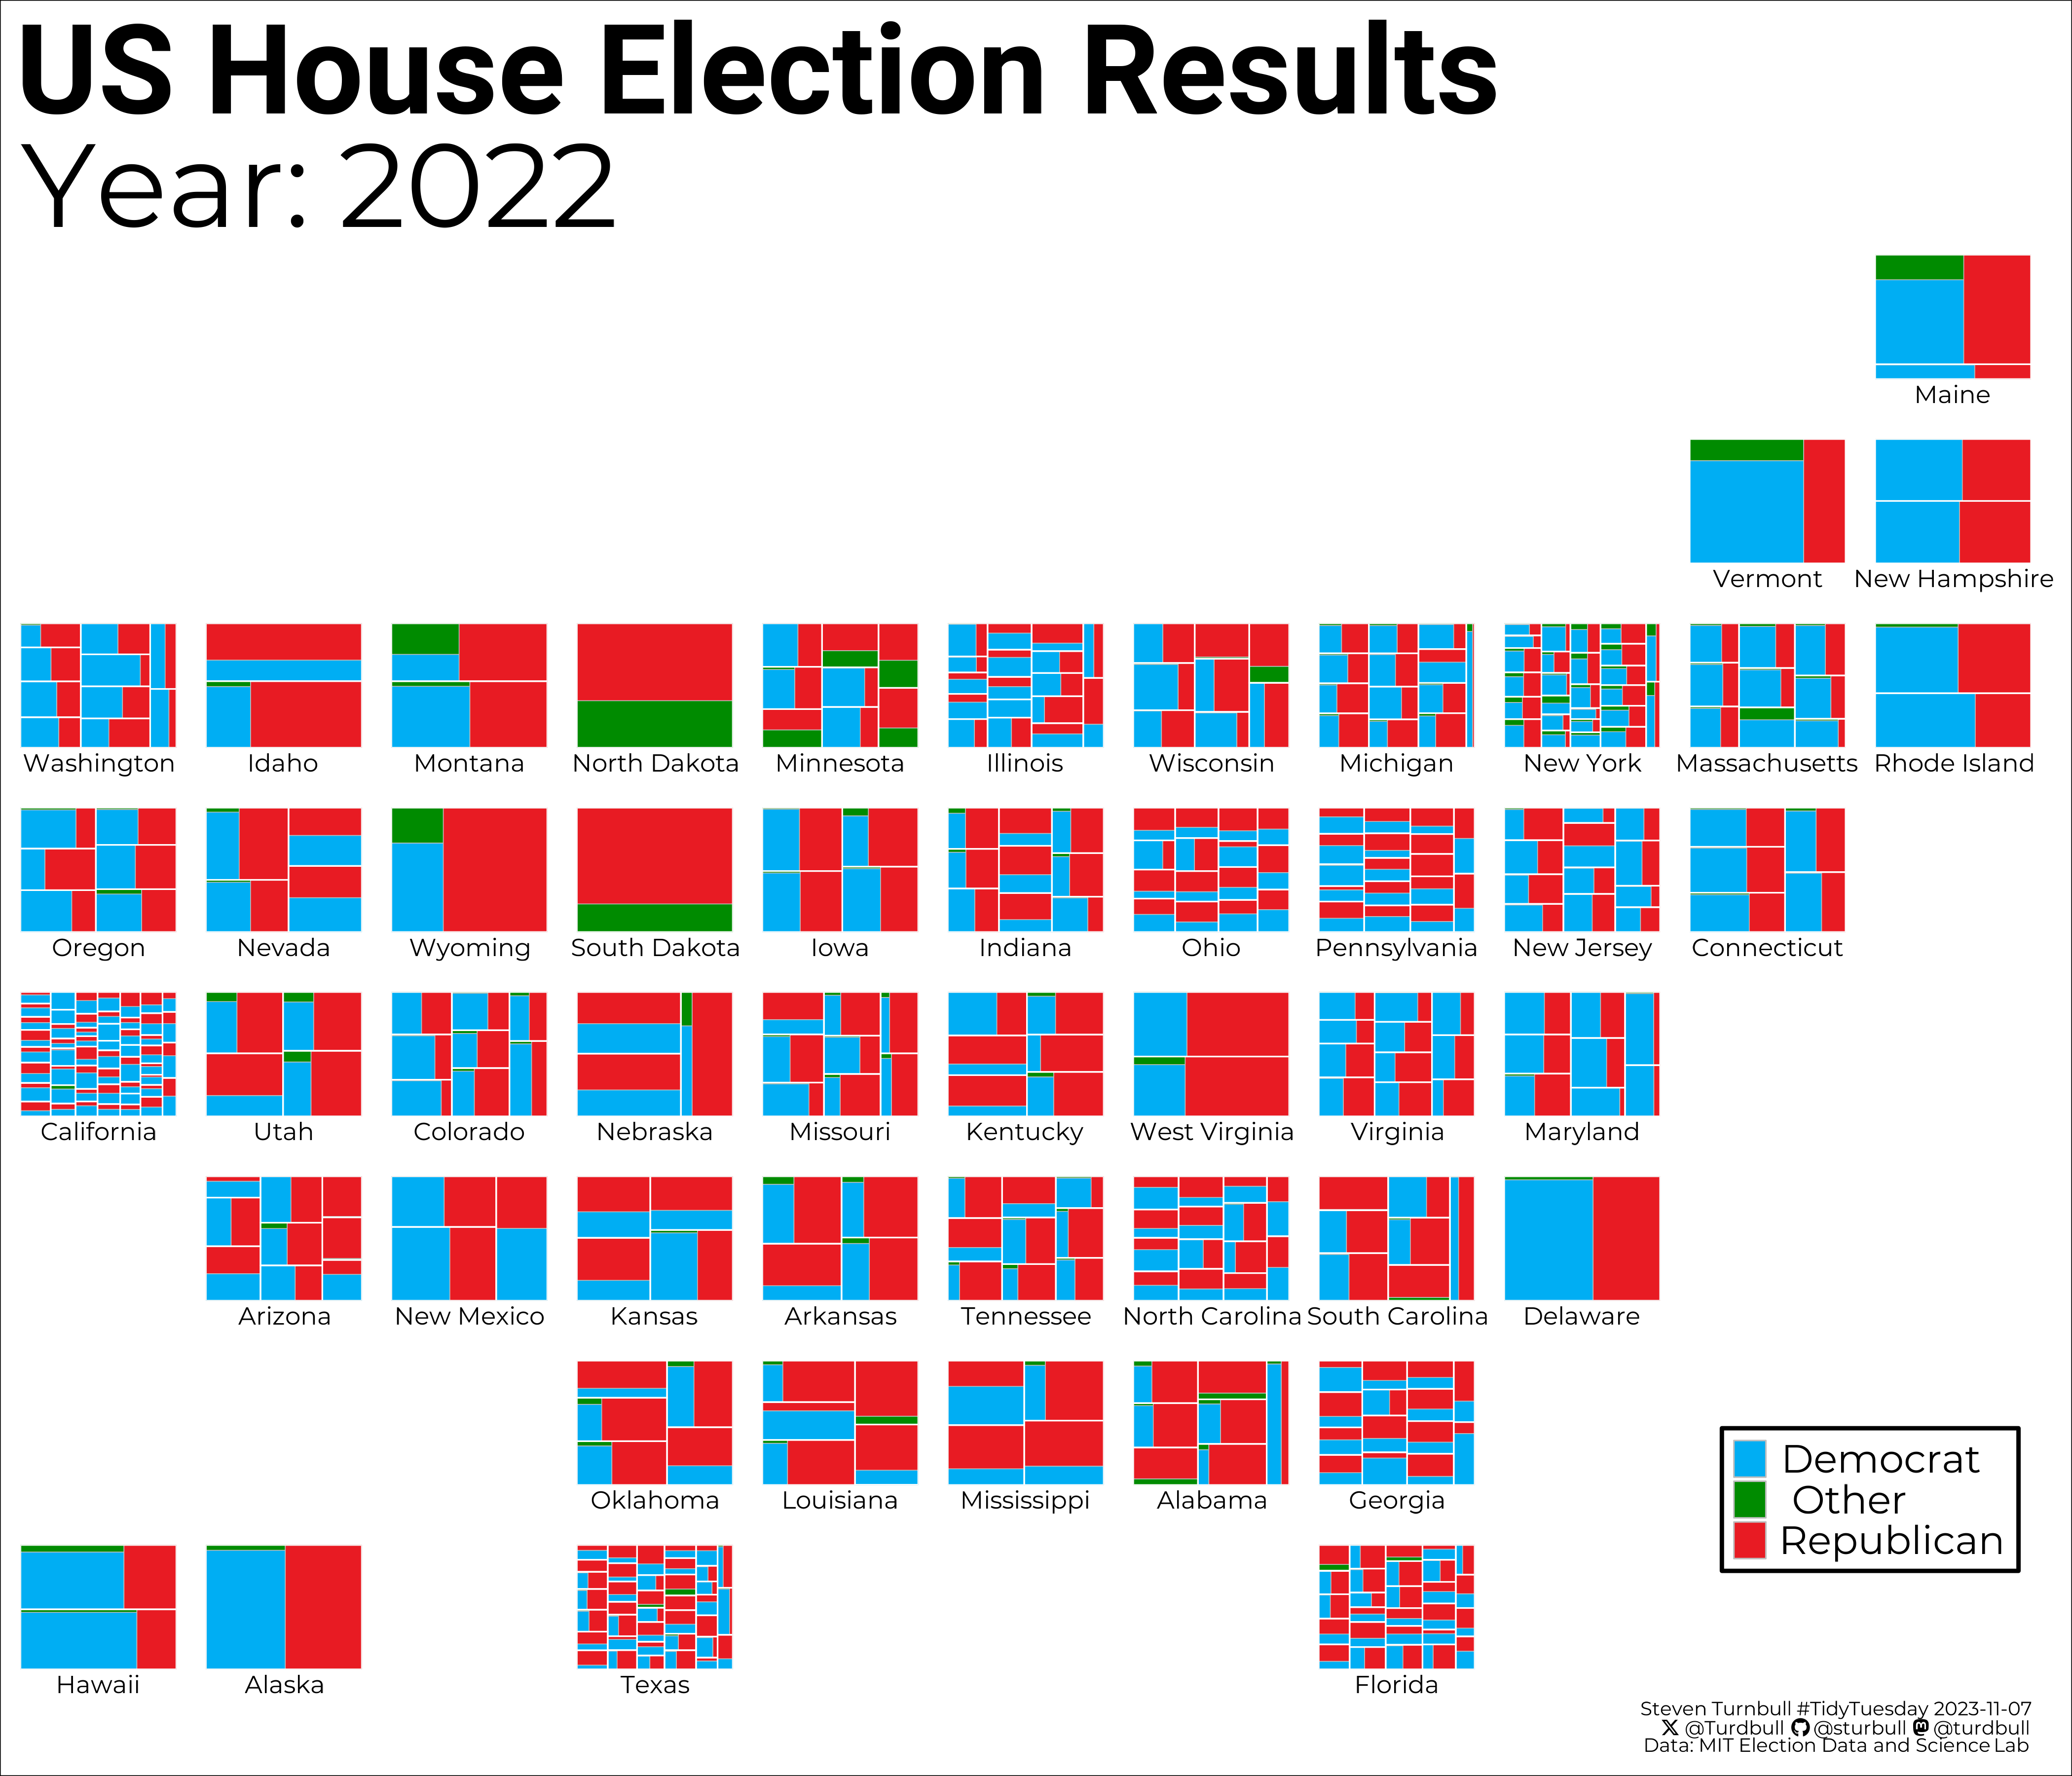 US House Election Results
Year: 2022
Maine
Vermont New Hampshire
Washington Idaho Montana North Dakota Minnesota Illinois Wisconsin Michigan New York Massachusetts Rhode Island
Oregon Nevada Wyoming South Dakota Iowa Indiana Ohio Pennsylvania New Jersey Connecticut
California Utah Colorado Nebraska Missouri Kentucky West Virginia Virginia Maryland
Arizona New Mexico Kansas Arkansas Tennessee North Carolina South Carolina Delaware
Oklahoma Louisiana Mississippi Alabama Georgia
Democrat
Other
Republican
Hawaii Alaska Texas Florida
Steven Turnbull #TidyTuesday 2023-11-07
@Turdbull @sturbull @turdbull
Data: MIT Election Data and Science Lab